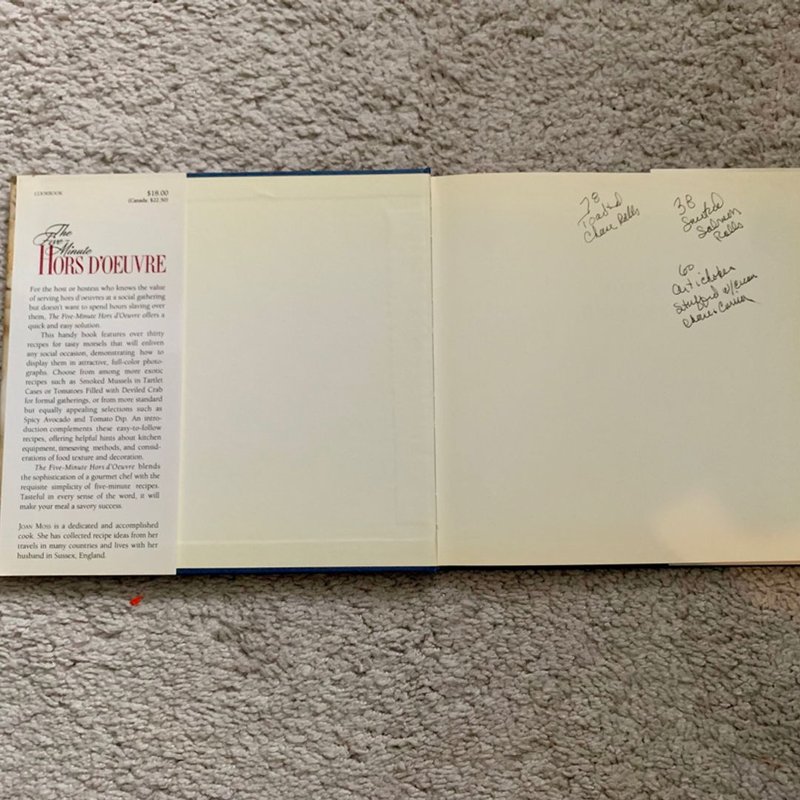 COOKBOOK
$18.00
(Canada: $22.50)
The
Five
Minute
HORS D'OEUVRE
For the host or hostess who knows the value
of serving hors d'oeuvres at a social gathering
but doesn't want to spend hours slaving over
them, The Five-Minute Hors d'Oeuvre offers a
quick and easy solution.
This handy book features over thirty
recipes for tasty morsels that will enliven
any social occasion, demonstrating how to
display them in attractive, full-color photo-
graphs. Choose from among more exotic
recipes such as Smoked Mussels in Tartlet
Cases or Tomatoes Filled with Deviled Crab
for formal gatherings, or from more standard
but equally appealing selections such as
Spicy Avocado and Tomato Dip. An intro-
duction complements these easy-to-follow
recipes, offering helpful hints about kitchen
equipment, timesaving methods, and consid-
erations of food texture and decoration.
The Five-Minute Hors d'Oeuvre blends
the sophistication of a gourmet chef with the
requisite simplicity of five-minute recipes.
Tasteful in every sense of the word, it will
make your meal a savory success.
JOAN MOSS is a dedicated and accomplished
cook. She has collected recipe ideas from her
travels in many countries and lives with her
husband in Sussex, England.
78
Toasted
Rolls
38
Smoked
Salmon
Rolls
60
Artichokes
Stuffed w/